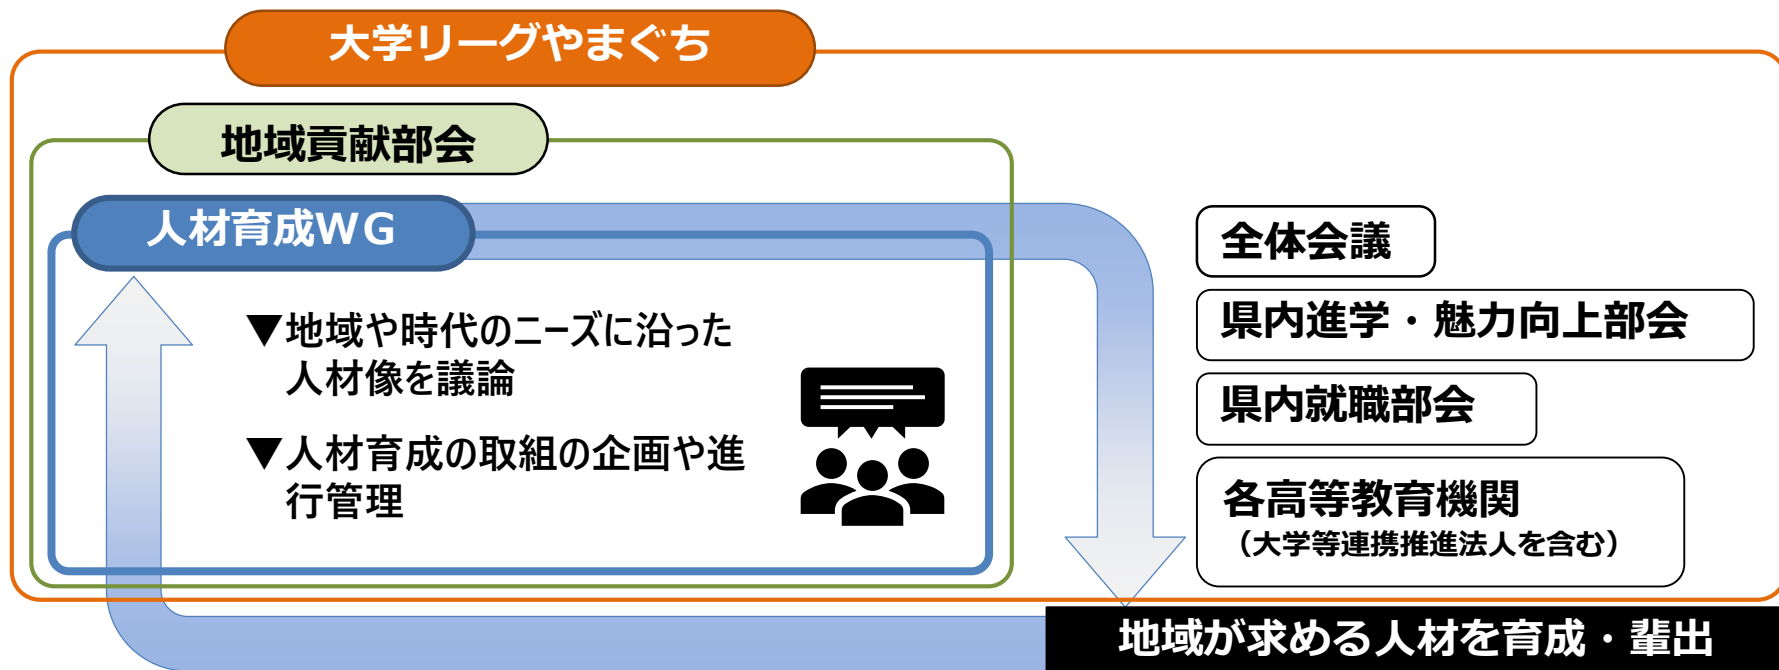 大学リーグやまぐち
地域貢献部会
人材育成WG
▼地域や時代のニーズに沿った
人材像を議論
▼人材育成の取組の企画や進
行管理
全体会議
県内進学・魅力向上部会
県内就職部会
各高等教育機関
（大学等連携推進法人を含む）
地域が求める人材を育成・輩出